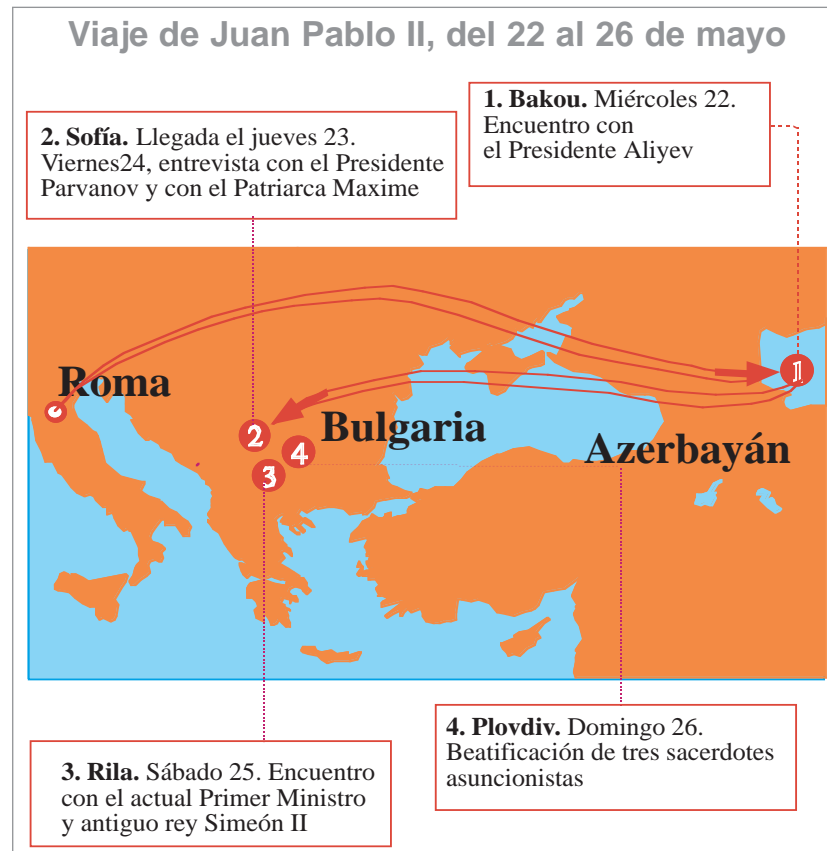 Viaje de Juan Pablo II, del 22 al 26 de mayo
1. Bakou. Miércoles 22.
Encuentro con
el Presidente Aliyev
2. Sofía. Llegada el jueves 23.
Viernes24, entrevista con el Presidente
Parvanov y con el Patriarca Maxime
Roma
Bulgaria
Azerbayán
1
2
4
3
4. Plovdiv. Domingo 26.
Beatificación de tres sacerdotes
asuncionistas
3. Rila. Sábado 25. Encuentro
con el actual Primer Ministro
y antiguo rey Simeón II